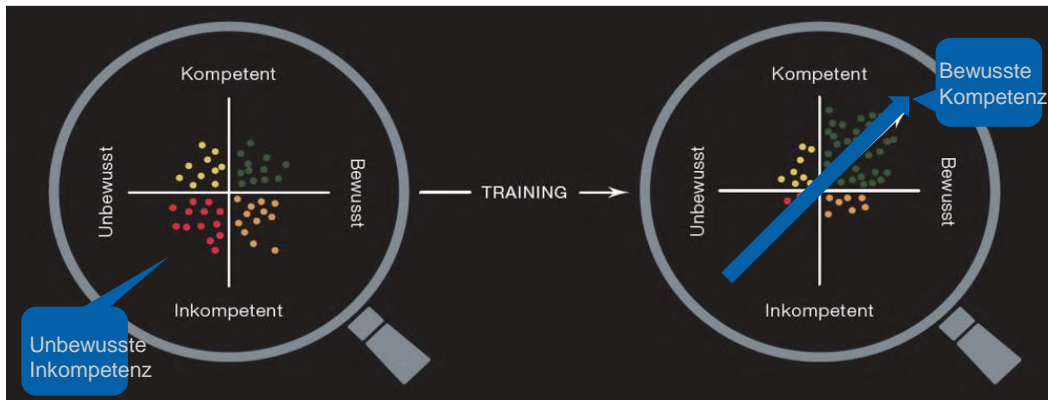 Kompetent
Unbewusst
Bewusst
Inkompetent
Unbewusste
Inkompetenz
TRAINING
Kompetent
Unbewusst
Bewusst
Inkompetent
Bewusste
Kompetenz